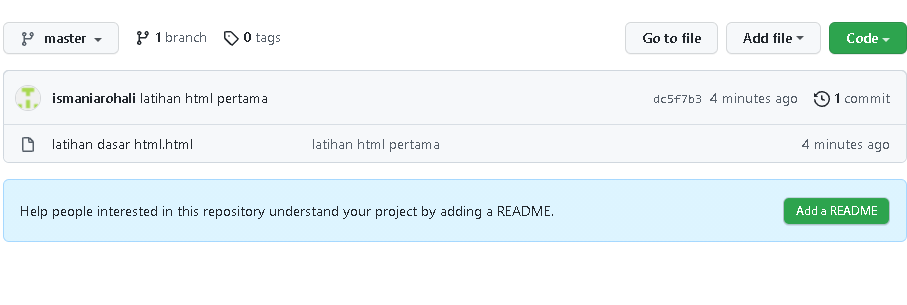 master 1 branch 0 tags Go to file Add file Code
ismaniarohali latihan html pertama dc5f7b3 4 minutes ago 1 commit
latihan dasar html.html latihan html pertama 4 minutes ago
Help people interested in this repository understand your project by adding a README. Add a README